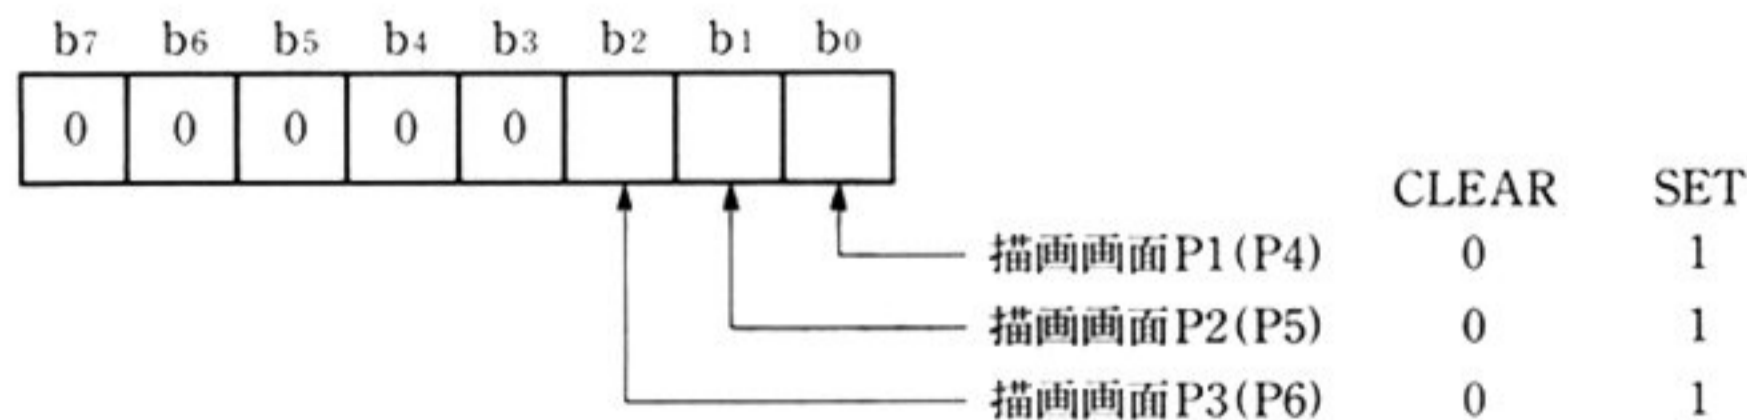 b7 b6 b5 b4 b3 b2 b1 b0
0 0 0 0 0
CLEAR SET
描画画面P1(P4) 0 1
描画画面P2(P5) 0 1
描画画面P3(P6) 0 1